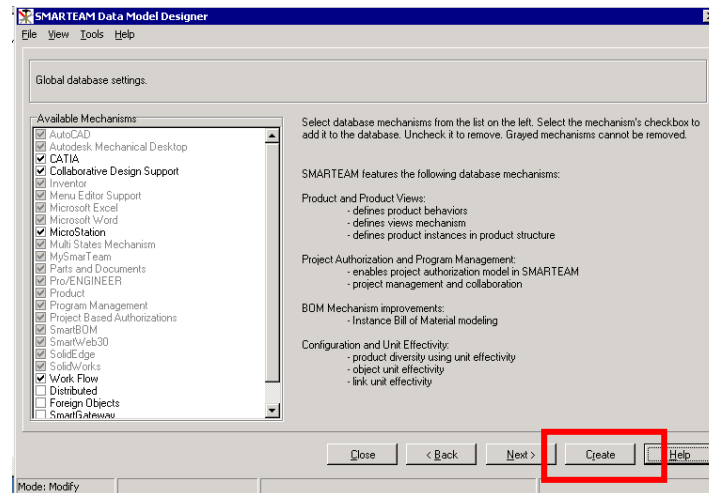 SMARTEAM Data Model Designer
File View Tools Help
Global database settings.
Available Mechanisms
AutoCAD
Autodesk Mechanical Desktop
CATIA
Collaborative Design Support
Inventor
Menu Editor Support
Microsoft Excel
Microsoft Word
MicroStation
Multi States Mechanism
MySmarTeam
Parts and Documents
Pro/ENGINEER
Product
Program Management
Project Based Authorizations
SmartBOM
SmartWeb30
SolidEdge
SolidWorks
Work Flow
Distributed
Foreign Objects
SmartGateway
Select database mechanisms from the list on the left. Select the mechanism's checkbox to
add it to the database. Uncheck it to remove. Grayed mechanisms cannot be removed.
SMARTEAM features the following database mechanisms:
Product and Product Views:
- defines product behaviors
- defines views mechanism
- defines product instances in product structure
Project Authorization and Program Management:
- enables project authorization model in SMARTEAM
- project management and collaboration
BOM Mechanism improvements:
- Instance Bill of Material modeling
Configuration and Unit Effectivity:
- product diversity using unit effectivity
- object unit effectivity
- link unit effectivity
Close < Back Next > Create Help
Mode: Modify